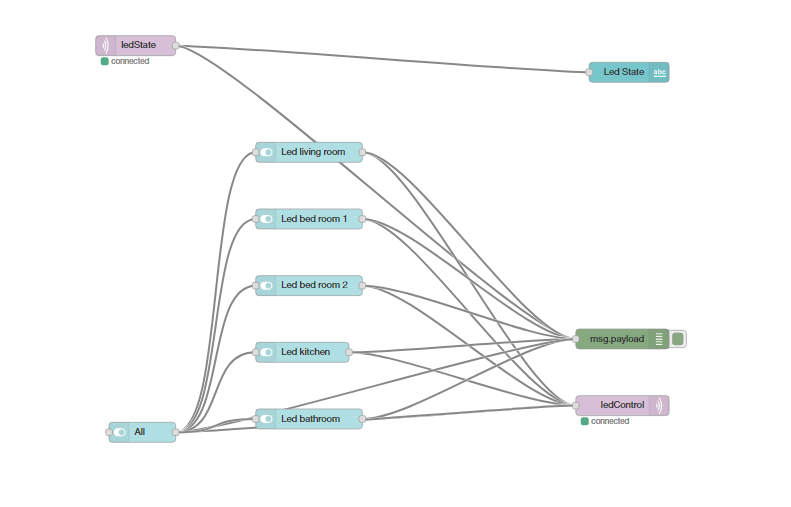 ledState
connected
Led State
abc
Led living room
Led bed room 1
Led bed room 2
msg.payload
Led kitchen
ledControl
connected
Led bathroom
All